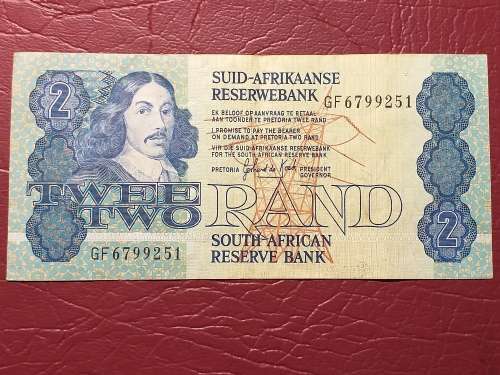 2
SUID-AFRIKAANSE
RESERWEBANK
GF6799251
EK BELOOF OP AANVRAAG TE BETAAL
AAN TOONDER TE PRETORIA TWEE RAND
I PROMISE TO PAY THE BEARER
ON DEMAND AT PRETORIA TWO RAND
VIR DIE SUID-AFRIKAANSE RESERWEBANK
FOR THE SOUTH AFRICAN RESERVE BANK
PRETORIA
PRESIDENT
GOVERNOR
TWEE
TWO
RAND
2
GF6799251
SOUTH AFRICAN
RESERVE BANK